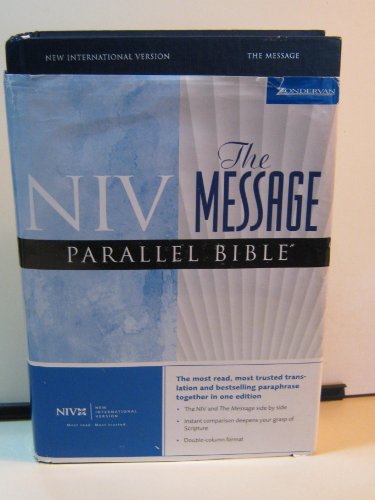 NEW INTERNATIONAL VERSION THE MESSAGE
ZONDERVAN
NIV The MESSAGE
PARALLEL BIBLE
The most read, most trusted trans-
lation and bestselling paraphrase
together in one edition
• The NIV and The Message side by side
• Instant comparison deepens your grasp of
Scripture
• Double-column format
NIV NEW
INTERNATIONAL
VERSION
Most read. Most trusted.